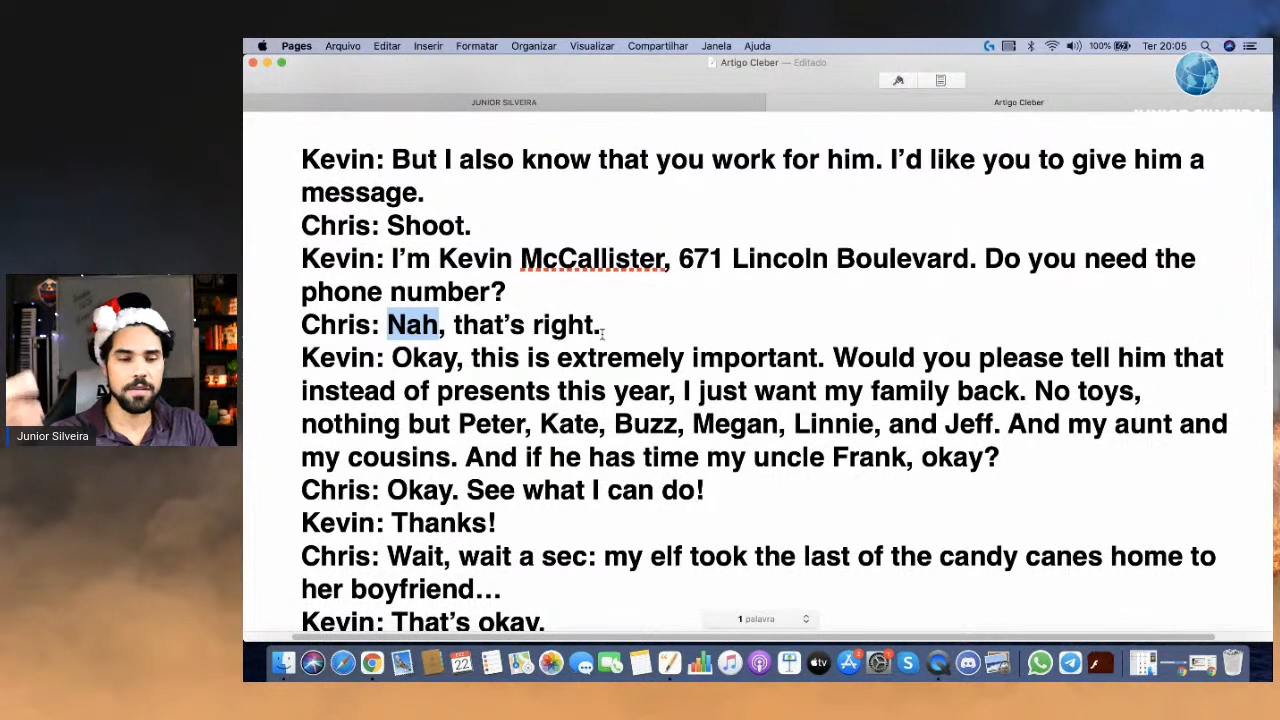 Pages Arquivo Editar Inserir Formatar Organizar Visualizar Compartilhar Janela Ajuda 100% Ter 20:05
Artigo Cleber — Editado
JUNIOR SILVEIRA Artigo Cleber
Kevin: But I also know that you work for him. I’d like you to give him a
message.
Chris: Shoot.
Kevin: I’m Kevin McCallister, 671 Lincoln Boulevard. Do you need the
phone number?
Chris: Nah, that’s right.
Kevin: Okay, this is extremely important. Would you please tell him that
instead of presents this year, I just want my family back. No toys,
nothing but Peter, Kate, Buzz, Megan, Linnie, and Jeff. And my aunt and
my cousins. And if he has time my uncle Frank, okay?
Chris: Okay. See what I can do!
Kevin: Thanks!
Chris: Wait, wait a sec: my elf took the last of the candy canes home to
her boyfriend…
Kevin: That’s okay.
1 palavra
Junior Silveira
22
tv